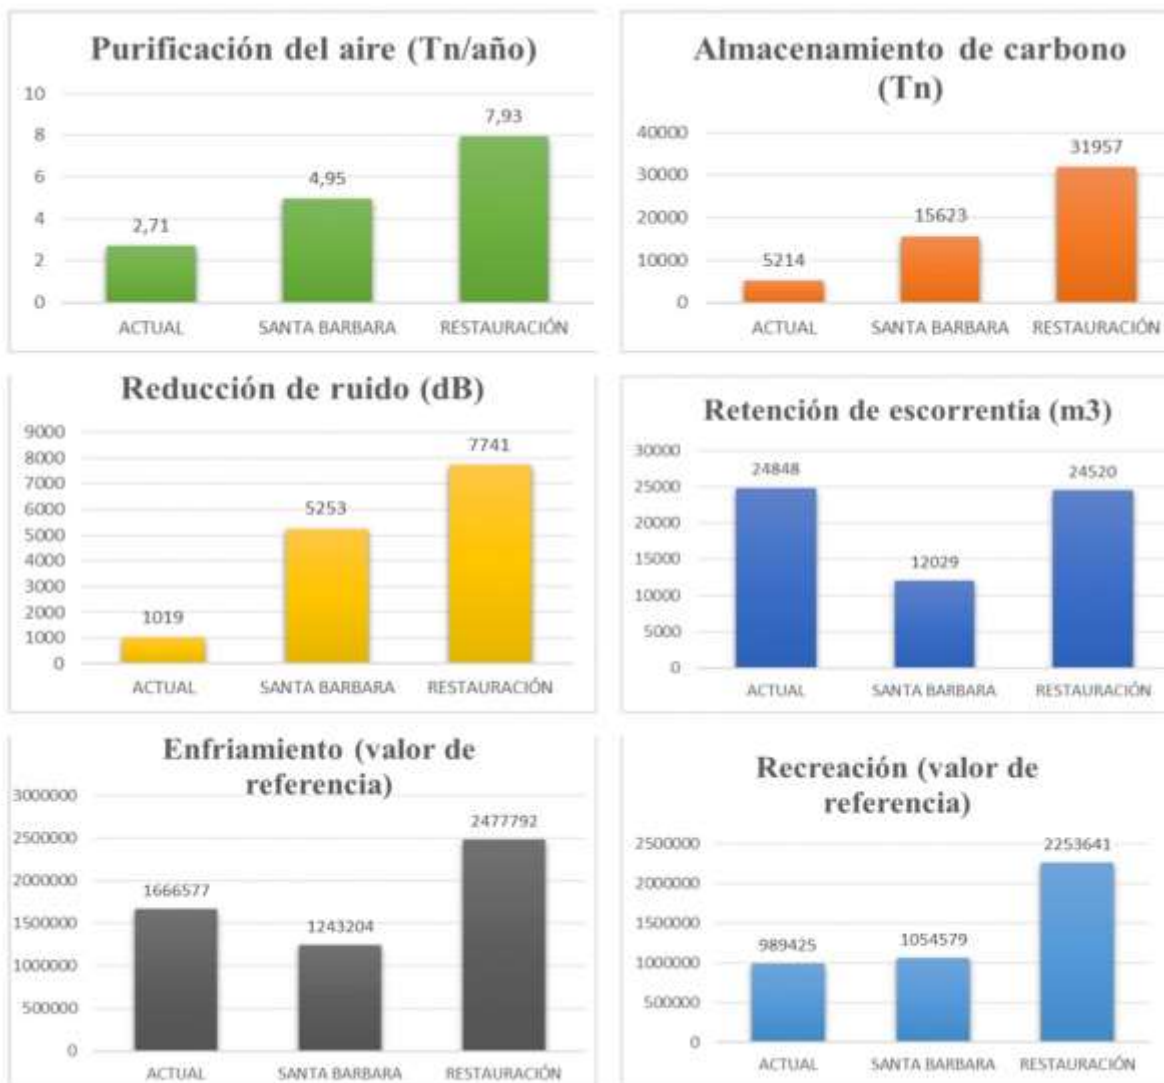 Purificación del aire (Tn/año)
10
8
6
4
2
0
2,71
4,95
7,93
ACTUAL
SANTA BARBARA
RESTAURACIÓN
Almacenamiento de carbono
(Tn)
40000
30000
20000
10000
0
5214
15623
31957
ACTUAL
SANTA BARBARA
RESTAURACIÓN
Reducción de ruido (dB)
9000
8000
7000
6000
5000
4000
3000
2000
1000
0
1019
5253
7741
ACTUAL
SANTA BARBARA
RESTAURACIÓN
Retención de escorrentía (m3)
30000
25000
20000
15000
10000
5000
0
24848
12029
24520
ACTUAL
SANTA BARBARA
RESTAURACIÓN
Enfriamiento (valor de
referencia)
3000000
2500000
2000000
1500000
1000000
500000
0
1666577
1243204
2477792
ACTUAL
SANTA BARBARA
RESTAURACIÓN
Recreación (valor de
referencia)
2500000
2000000
1500000
1000000
500000
0
989425
1054579
2253641
ACTUAL
SANTA BARBARA
RESTAURACIÓN